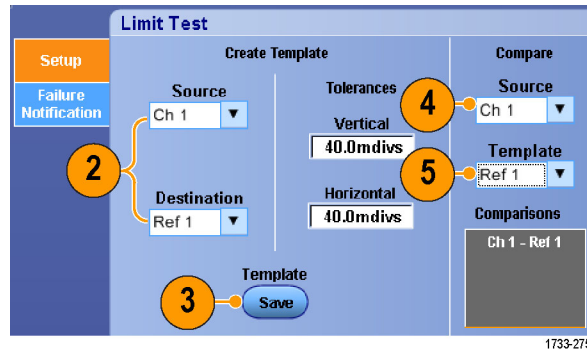 Limit Test
Setup
Failure
Notification
Create Template
Source
Ch 1
2
Destination
Ref 1
Tolerances
Vertical
40.0mdivs
Horizontal
40.0mdivs
Template
3
Save
Compare
Source
4
Ch 1
Template
5
Ref 1
Comparisons
Ch 1 - Ref 1